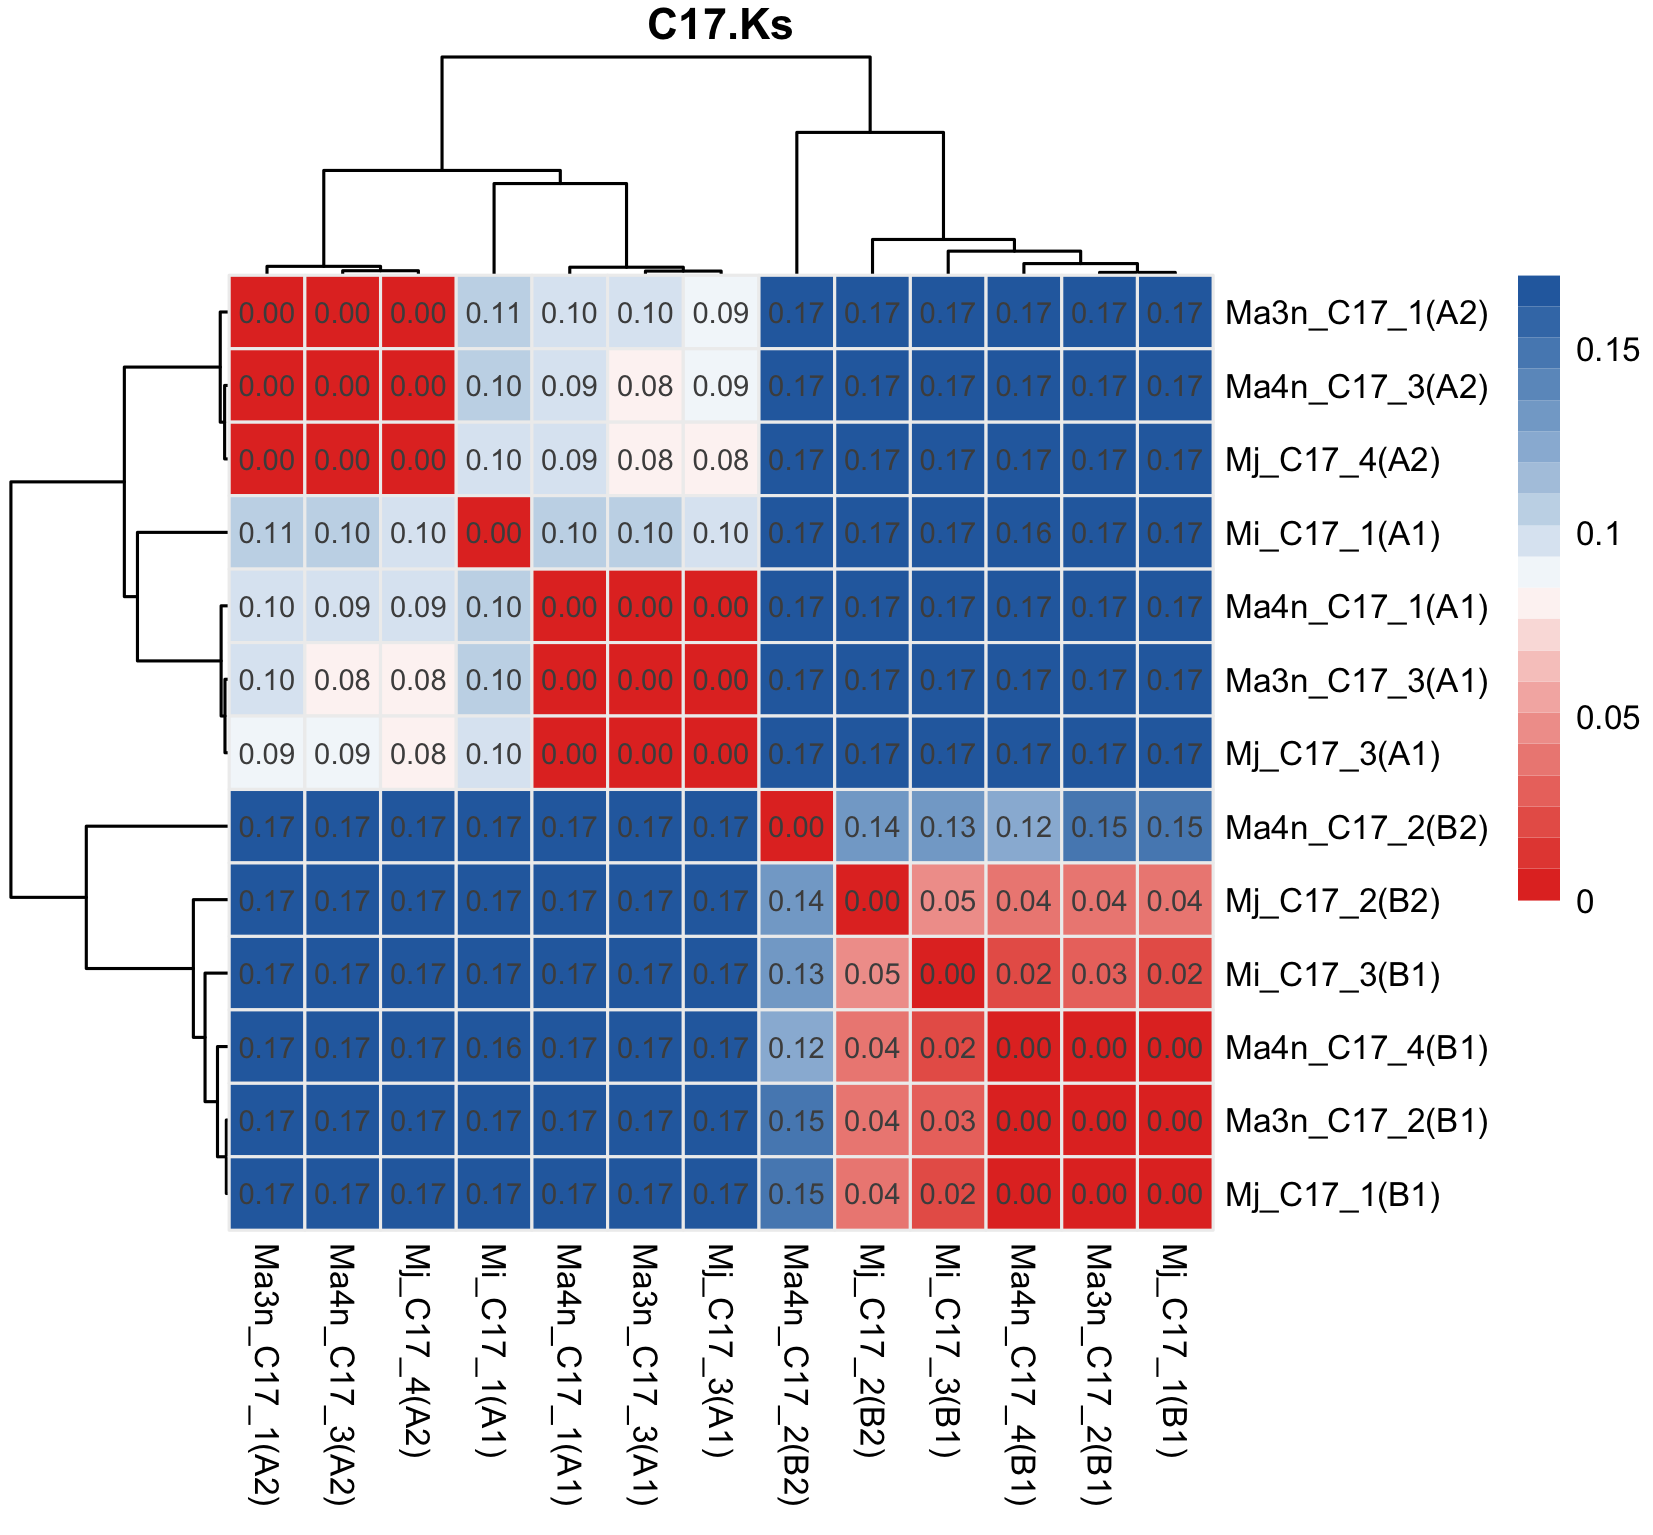 C17.Ks
0.00 0.00 0.00 0.11 0.10 0.10 0.09 0.17 0.17 0.17 0.17 0.17 0.17 Ma3n_C17_1(A2)
0.00 0.00 0.00 0.10 0.09 0.08 0.09 0.17 0.17 0.17 0.17 0.17 0.17 Ma4n_C17_3(A2)
0.00 0.00 0.00 0.10 0.09 0.08 0.08 0.17 0.17 0.17 0.17 0.17 0.17 Mj_C17_4(A2)
0.11 0.10 0.10 0.00 0.10 0.10 0.10 0.17 0.17 0.17 0.16 0.17 0.17 Mi_C17_1(A1)
0.10 0.09 0.09 0.10 0.00 0.00 0.00 0.17 0.17 0.17 0.17 0.17 0.17 Ma4n_C17_1(A1)
0.10 0.08 0.08 0.10 0.00 0.00 0.00 0.17 0.17 0.17 0.17 0.17 0.17 Ma3n_C17_3(A1)
0.09 0.09 0.08 0.10 0.00 0.00 0.00 0.17 0.17 0.17 0.17 0.17 0.17 Mj_C17_3(A1)
0.17 0.17 0.17 0.17 0.17 0.17 0.17 0.00 0.14 0.13 0.12 0.15 0.15 Ma4n_C17_2(B2)
0.17 0.17 0.17 0.17 0.17 0.17 0.17 0.14 0.00 0.05 0.04 0.04 0.04 Mj_C17_2(B2)
0.17 0.17 0.17 0.17 0.17 0.17 0.17 0.13 0.05 0.00 0.02 0.03 0.02 Mi_C17_3(B1)
0.17 0.17 0.17 0.16 0.17 0.17 0.17 0.12 0.04 0.02 0.00 0.00 0.00 Ma4n_C17_4(B1)
0.17 0.17 0.17 0.17 0.17 0.17 0.17 0.15 0.04 0.03 0.00 0.00 0.00 Ma3n_C17_2(B1)
0.17 0.17 0.17 0.17 0.17 0.17 0.17 0.15 0.04 0.02 0.00 0.00 0.00 Mj_C17_1(B1)
Ma3n_C17_1(A2)
Ma4n_C17_3(A2)
Mj_C17_4(A2)
Mi_C17_1(A1)
Ma4n_C17_1(A1)
Ma3n_C17_3(A1)
Mj_C17_3(A1)
Ma4n_C17_2(B2)
Mj_C17_2(B2)
Mi_C17_3(B1)
Ma4n_C17_4(B1)
Ma3n_C17_2(B1)
Mj_C17_1(B1)
0.15
0.1
0.05
0